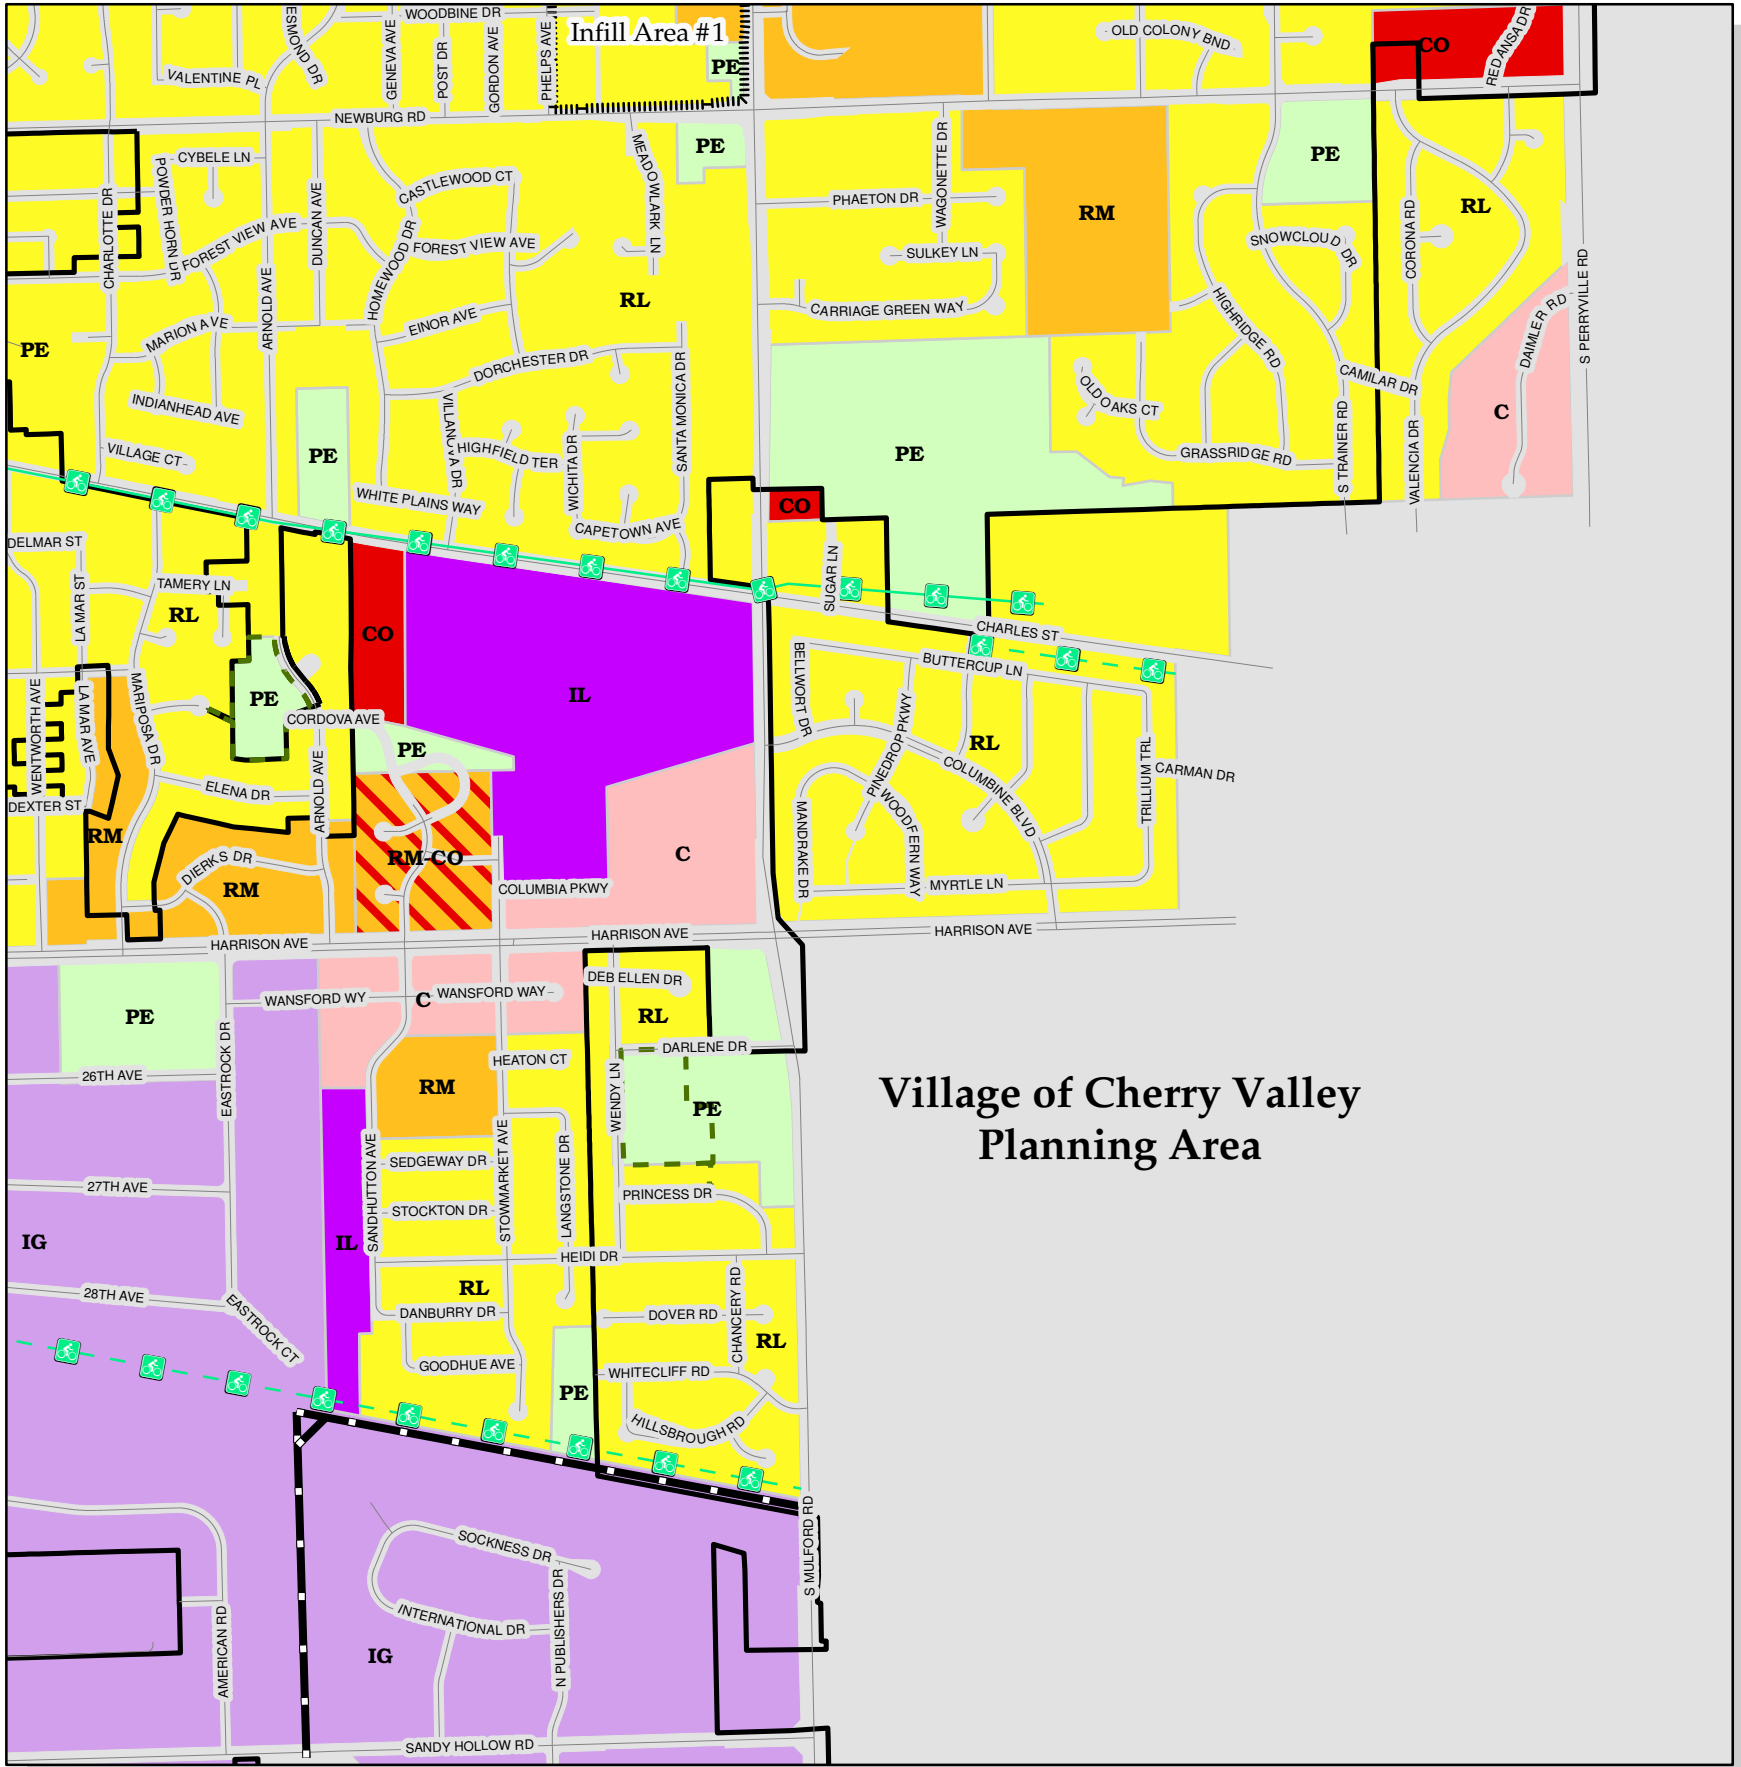 WOODBINE DR
ESMOND DR
GENEVA AVE
POST DR
GORDON AVE
PHELPS AVE
Infill Area #1
PE
OLD COLONY BND
CO
REDANSA DR
VALENTINE PL
NEWBURG RD
CYBELE LN
POWDER HORN DR
CHARLOTTE DR
FOREST VIEW AVE
DUNCAN AVE
ARNOLD AVE
CASTLEWOOD CT
HOMEWOOD DR
FOREST VIEW AVE
MEADOWLARK LN
PE
PHAETON DR
WAGONETTE DR
SULKEY LN
CARRIAGE GREEN WAY
RM
PE
SNOWCLOUD DR
CORONA RD
RL
S PERRYVILLE RD
HIGHRIDGE RD
DAIMLER RD
CAMILAR DR
C
RL
EINOR AVE
MARION AVE
PE
INDIANHEAD AVE
DORCHESTER DR
SANTA MONICA DR
VILLANOVA DR
HIGHFIELD TER
WICHITA DR
VILLAGE CT
PE
WHITE PLAINS WAY
CAPETOWN AVE
PE
OLD OAKS CT
GRASSRIDGE RD
S TRAINER RD
VALENCIA DR
CO
SUGAR LN
DELMAR ST
TAMERY LN
LA MAR ST
RL
CO
IL
CHARLES ST
BUTTERCUP LN
BELLWORT DR
PINEDROP PKWY
RL
COLUMBINE BLVD
TRILLIUM TRL
CARMAN DR
WOODFERN WAY
MANDRAKE DR
MYRTLE LN
WENTWORTH AVE
LA MAR AVE
MARIPOSA DR
PE
CORDOVA AVE
PE
ELENA DR
ARNOLD AVE
DEXTER ST
RM
DIERKS DR
RM
RM-CO
COLUMBIA PKWY
C
HARRISON AVE
HARRISON AVE
HARRISON AVE
PE
WANSFORD WY
C
WANSFORD WAY
DEBELLEN DR
RL
DARLENE DR
EASTROCK DR
26TH AVE
HEATON CT
RM
WENDY LN
PE
Village of Cherry Valley
Planning Area
SANDHUTTON AVE
SEDGEWAY DR
STOWMARKET AVE
LANGSTONE DR
27TH AVE
STOCKTON DR
PRINCESS DR
IG
IL
HEIDI DR
RL
28TH AVE
EASTROCK CT
DANBURRY DR
DOVER RD
CHANCERY RD
RL
GOODHUE AVE
WHITECLIFF RD
PE
HILLSBROUGH RD
S MULFORD RD
SOCKNESS DR
INTERNATIONAL DR
N PUBLISHERS DR
AMERICAN RD
IG
SANDY HOLLOW RD